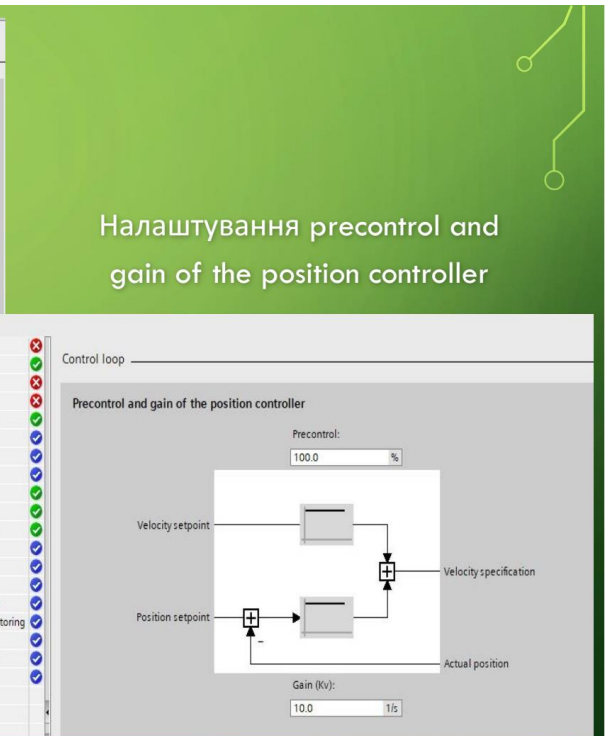 Налаштування precontrol and
gain of the position controller
Control loop
Precontrol and gain of the position controller
Precontrol:
100.0 %
Velocity setpoint
Velocity specification
Position setpoint
toring
Actual position
Gain (Kv):
10.0 1/s